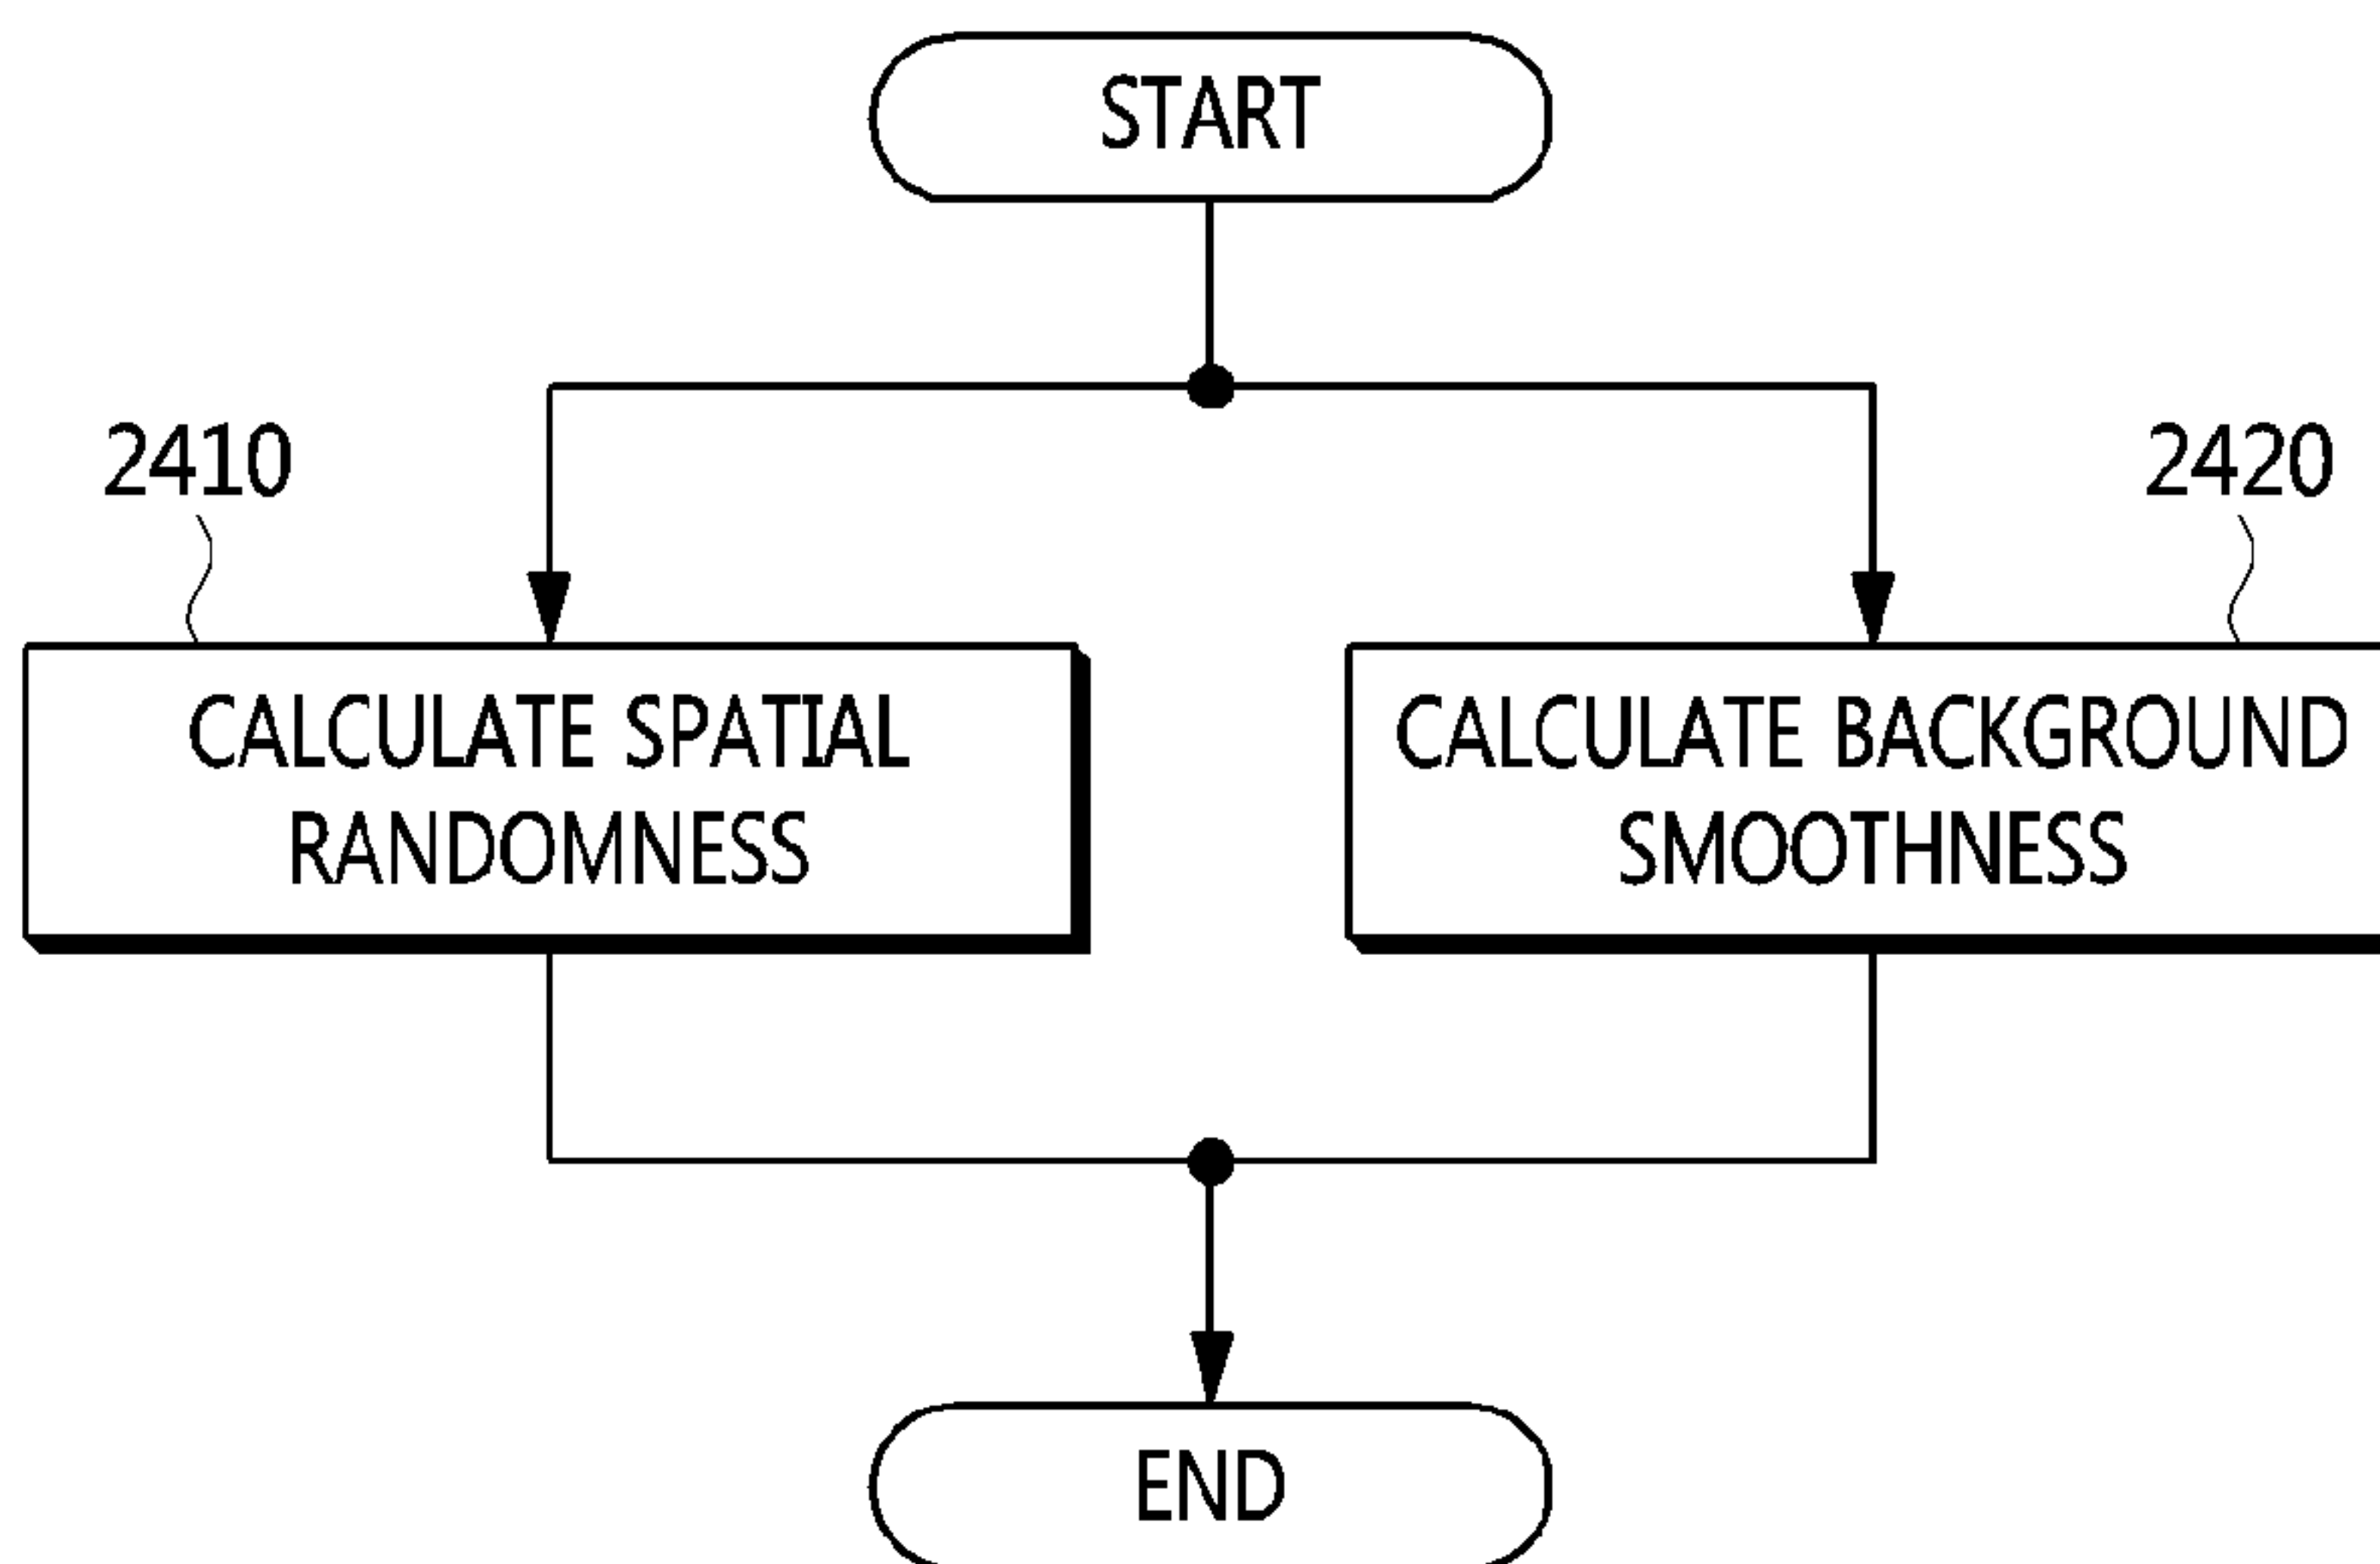 START
2410
2420
CALCULATE SPATIAL
RANDOMNESS
CALCULATE BACKGROUND
SMOOTHNESS
END